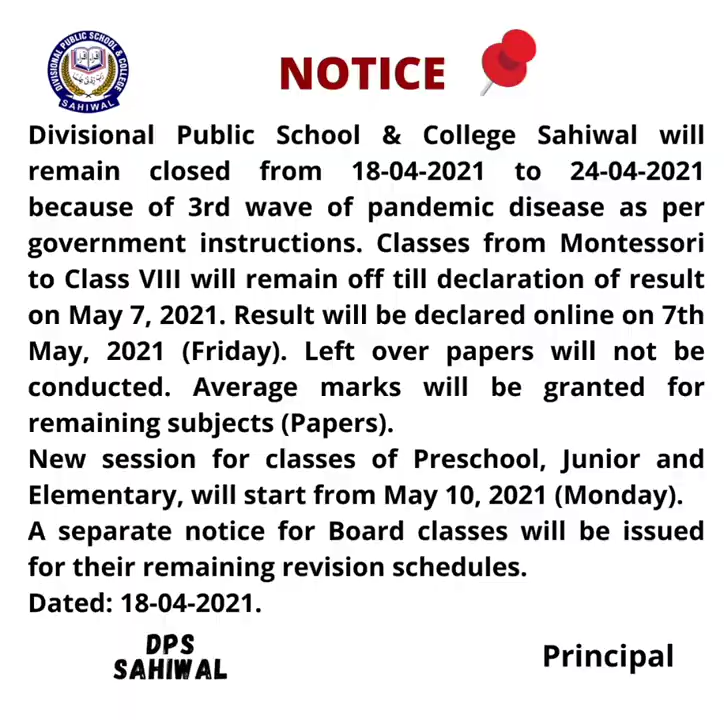 DIVISIONAL PUBLIC SCHOOL & COLLEGE
SAHIWAL
NOTICE
Divisional Public School & College Sahiwal will
remain closed from 18-04-2021 to 24-04-2021
because of 3rd wave of pandemic disease as per
government instructions. Classes from Montessori
to Class VIII will remain off till declaration of result
on May 7, 2021. Result will be declared online on 7th
May, 2021 (Friday). Left over papers will not be
conducted. Average marks will be granted for
remaining subjects (Papers).
New session for classes of Preschool, Junior and
Elementary, will start from May 10, 2021 (Monday).
A separate notice for Board classes will be issued
for their remaining revision schedules.
Dated: 18-04-2021.
DPS
SAHIWAL
Principal